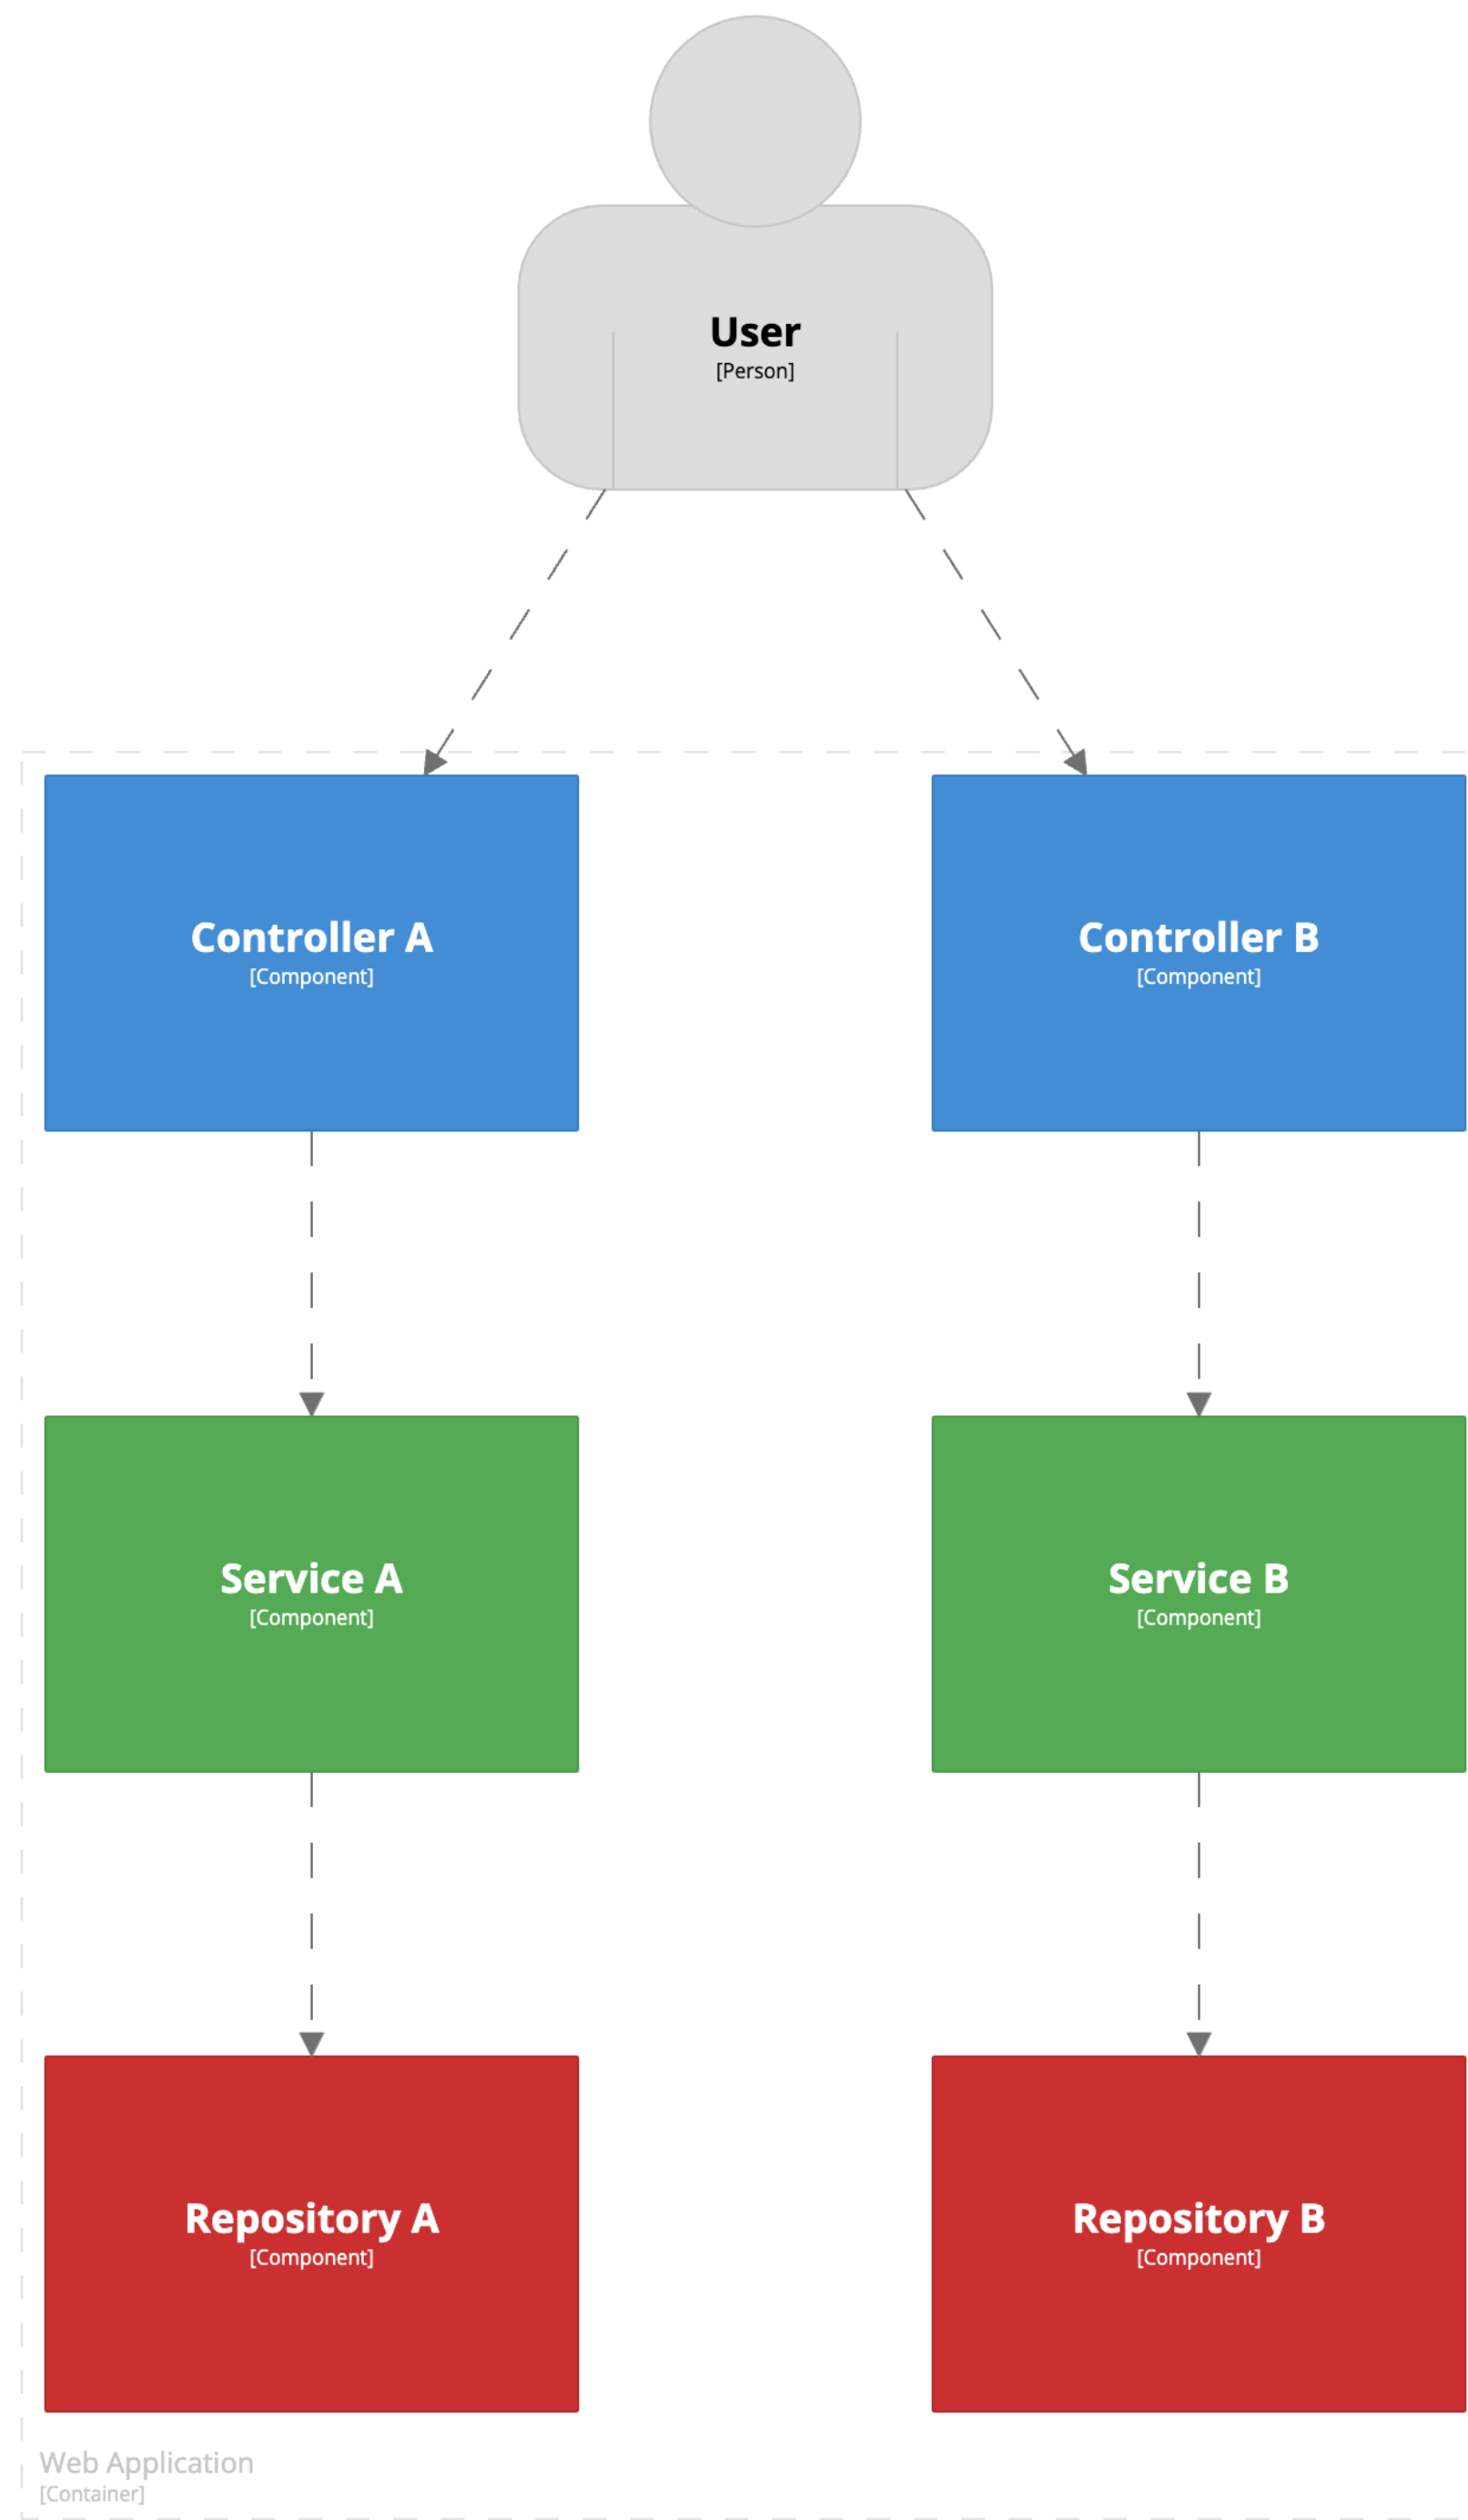 User
[Person]
Controller A
[Component]
Controller B
[Component]
Service A
[Component]
Service B
[Component]
Repository A
[Component]
Repository B
[Component]
Web Application
[Container]